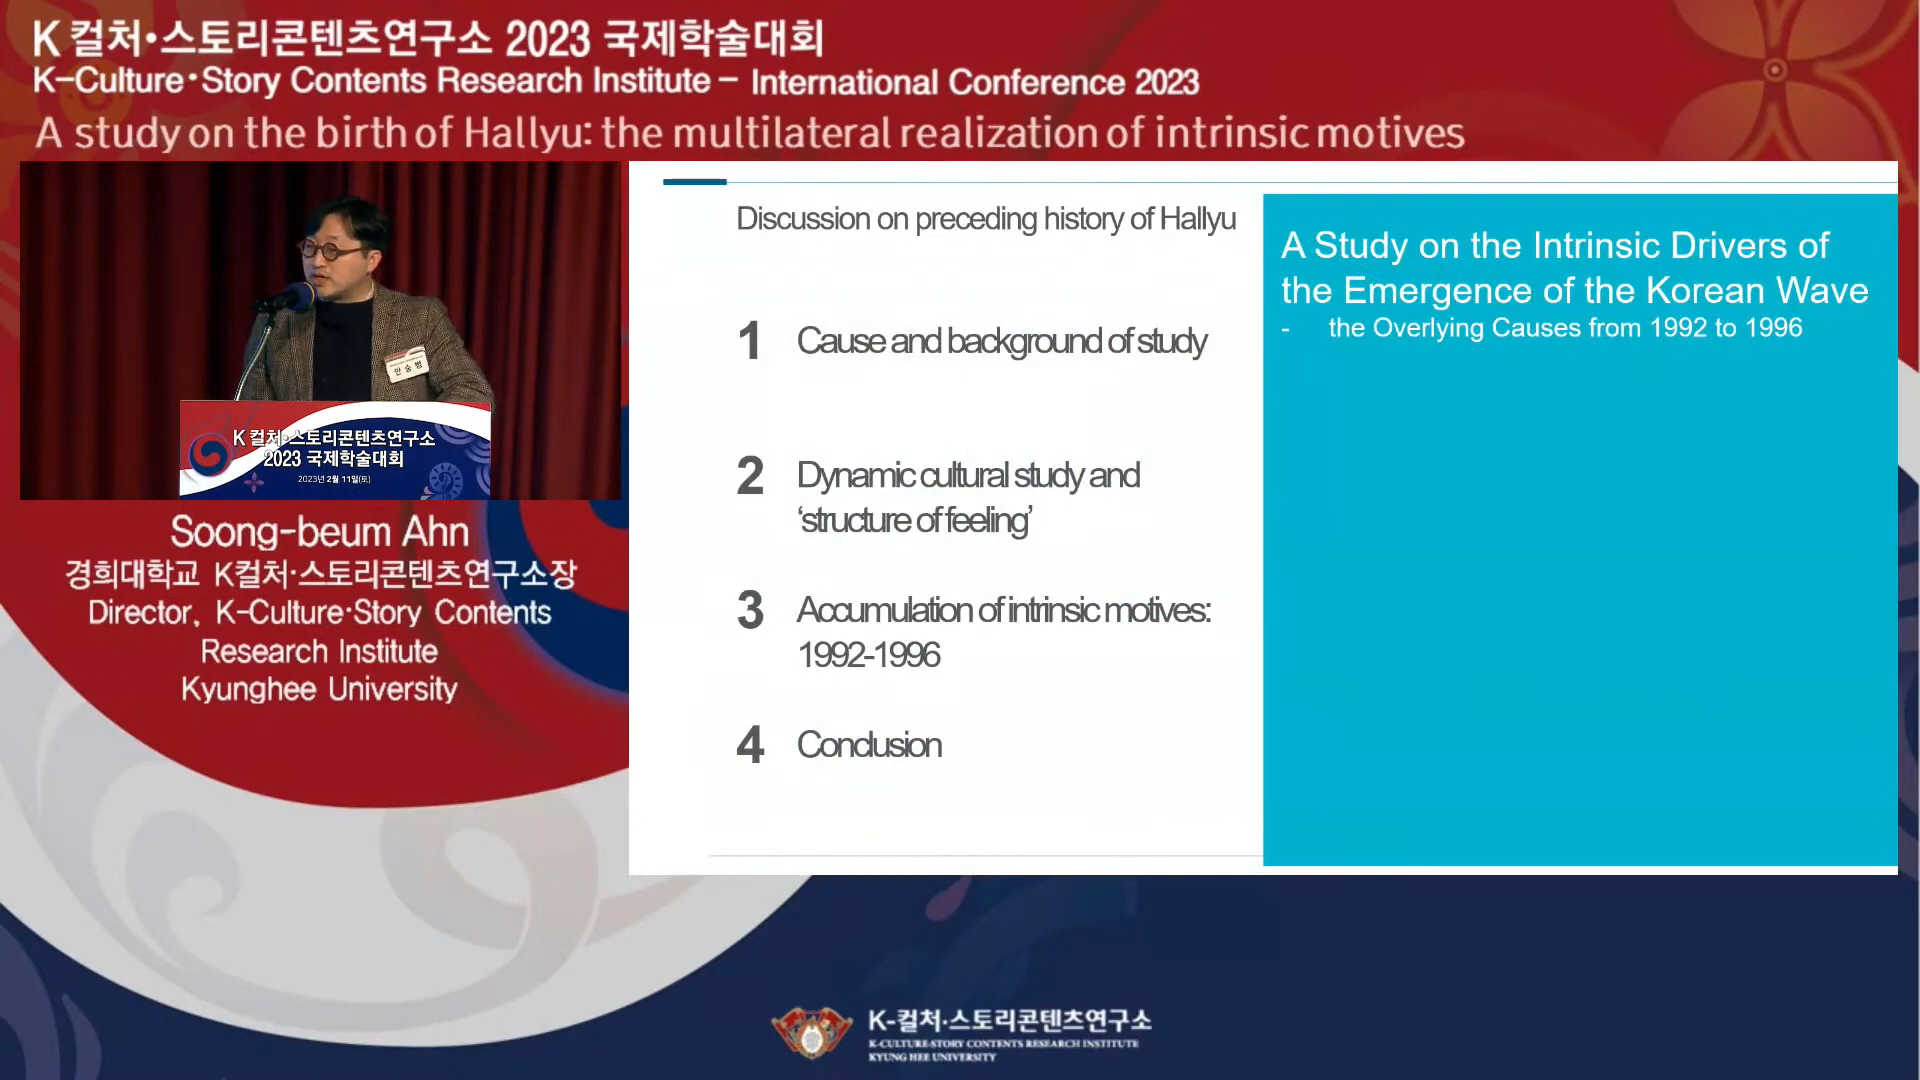 K 컬처·스토리콘텐츠연구소 2023 국제학술대회
K-Culture·Story Contents Research Institute - International Conference 2023
A study on the birth of Hallyu: the multilateral realization of intrinsic motives
안 숭 범
K 컬처·스토리콘텐츠연구소
2023 국제학술대회
2023년 2월 11일(토)
Soong-beum Ahn
경희대학교 K컬처·스토리콘텐츠연구소장
Director, K-Culture·Story Contents
Research Institute
Kyunghee University
Discussion on preceding history of Hallyu
1 Cause and background of study
2 Dynamic cultural study and
‘structure of feeling’
3 Accumulation of intrinsic motives:
1992-1996
4 Conclusion
A Study on the Intrinsic Drivers of
the Emergence of the Korean Wave
- the Overlying Causes from 1992 to 1996
K-컬처·스토리콘텐츠연구소
K-CULTURE·STORY CONTENTS RESEARCH INSTITUTE
KYUNG HEE UNIVERSITY